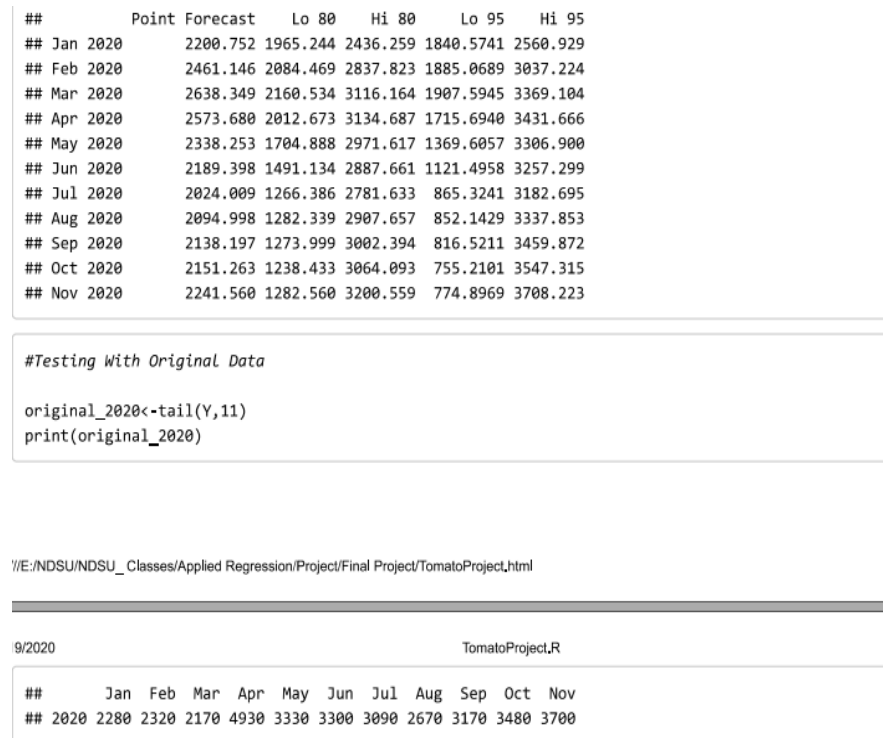 ##          Point Forecast    Lo 80    Hi 80     Lo 95    Hi 95
## Jan 2020       2200.752 1965.244 2436.259 1840.5741 2560.929
## Feb 2020       2461.146 2084.469 2837.823 1885.0689 3037.224
## Mar 2020       2638.349 2160.534 3116.164 1907.5945 3369.104
## Apr 2020       2573.680 2012.673 3134.687 1715.6940 3431.666
## May 2020       2338.253 1704.888 2971.617 1369.6057 3306.900
## Jun 2020       2189.398 1491.134 2887.661 1121.4958 3257.299
## Jul 2020       2024.009 1266.386 2781.633  865.3241 3182.695
## Aug 2020       2094.998 1282.339 2907.657  852.1429 3337.853
## Sep 2020       2138.197 1273.999 3002.394  816.5211 3459.872
## Oct 2020       2151.263 1238.433 3064.093  755.2101 3547.315
## Nov 2020       2241.560 1282.560 3200.559  774.8969 3708.223
#Testing With Original Data
original_2020<-tail(Y,11)
print(original_2020)
'//E:/NDSU/NDSU_ Classes/Applied Regression/Project/Final Project/TomatoProject.html
9/2020 TomatoProject.R
##       Jan  Feb  Mar  Apr  May  Jun  Jul  Aug  Sep  Oct  Nov
## 2020 2280 2320 2170 4930 3330 3300 3090 2670 3170 3480 3700